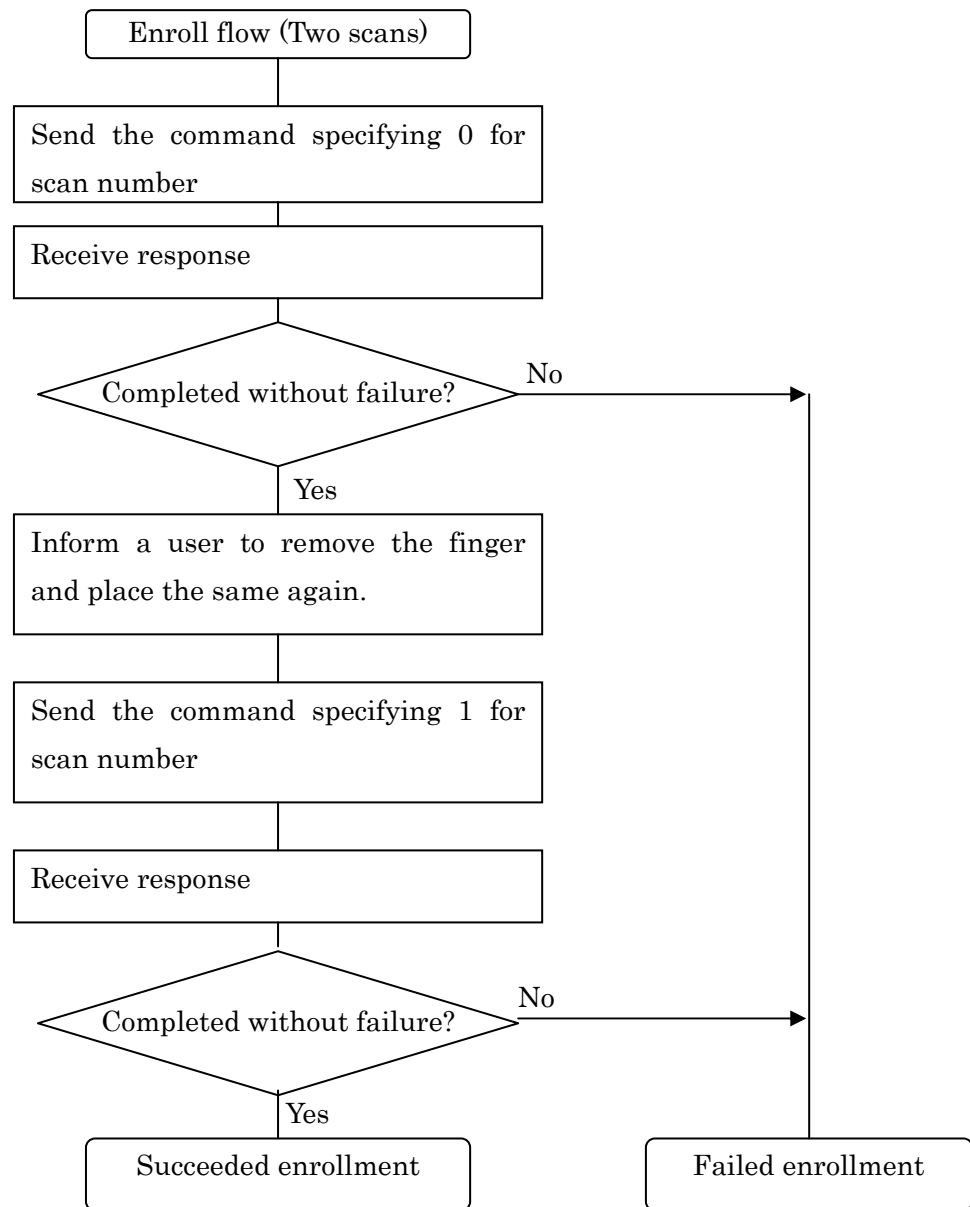 Enroll flow (Two scans)
Send the command specifying 0 for
scan number
Receive response
Completed without failure?
No
Yes
Inform a user to remove the finger
and place the same again.
Send the command specifying 1 for
scan number
Receive response
Completed without failure?
No
Yes
Succeeded enrollment
Failed enrollment